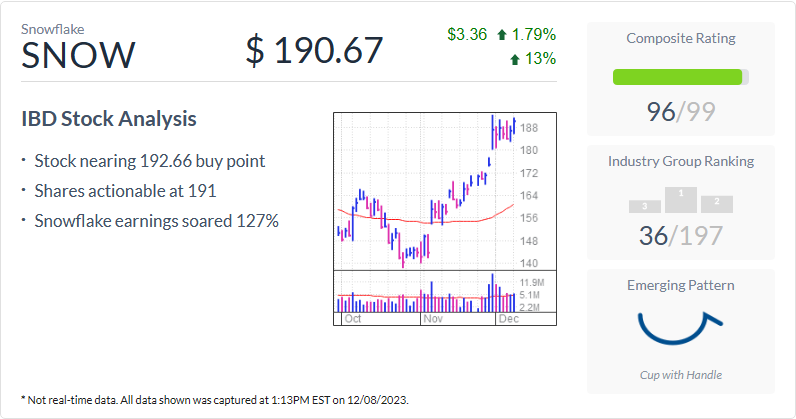 Snowflake
SNOW
$ 190.67
$3.36 1.79%
13%
IBD Stock Analysis
• Stock nearing 192.66 buy point
• Shares actionable at 191
• Snowflake earnings soared 127%
188
180
172
164
156
148
140
11.9M
5.1M
2.2M
Oct Nov Dec
Composite Rating
96/99
Industry Group Ranking
3 1 2
36/197
Emerging Pattern
Cup with Handle
* Not real-time data. All data shown was captured at 1:13PM EST on 12/08/2023.